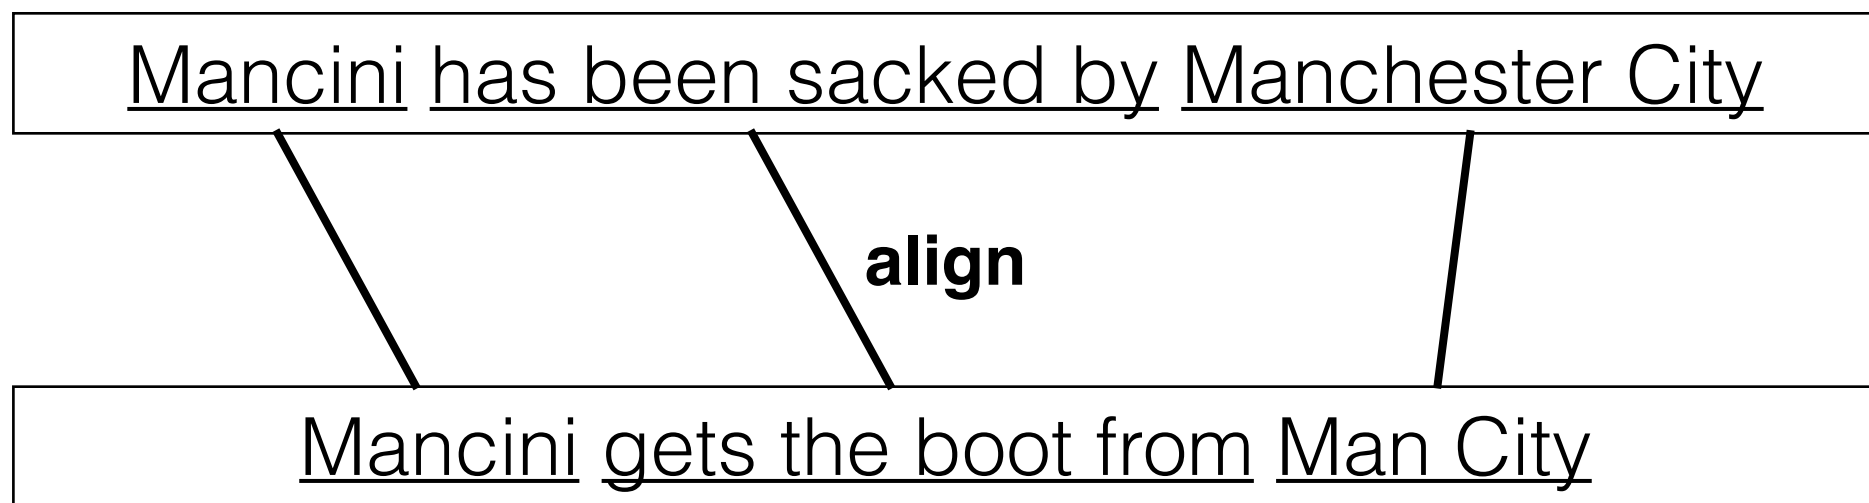 Mancini has been sacked by Manchester City
align
Mancini gets the boot from Man City